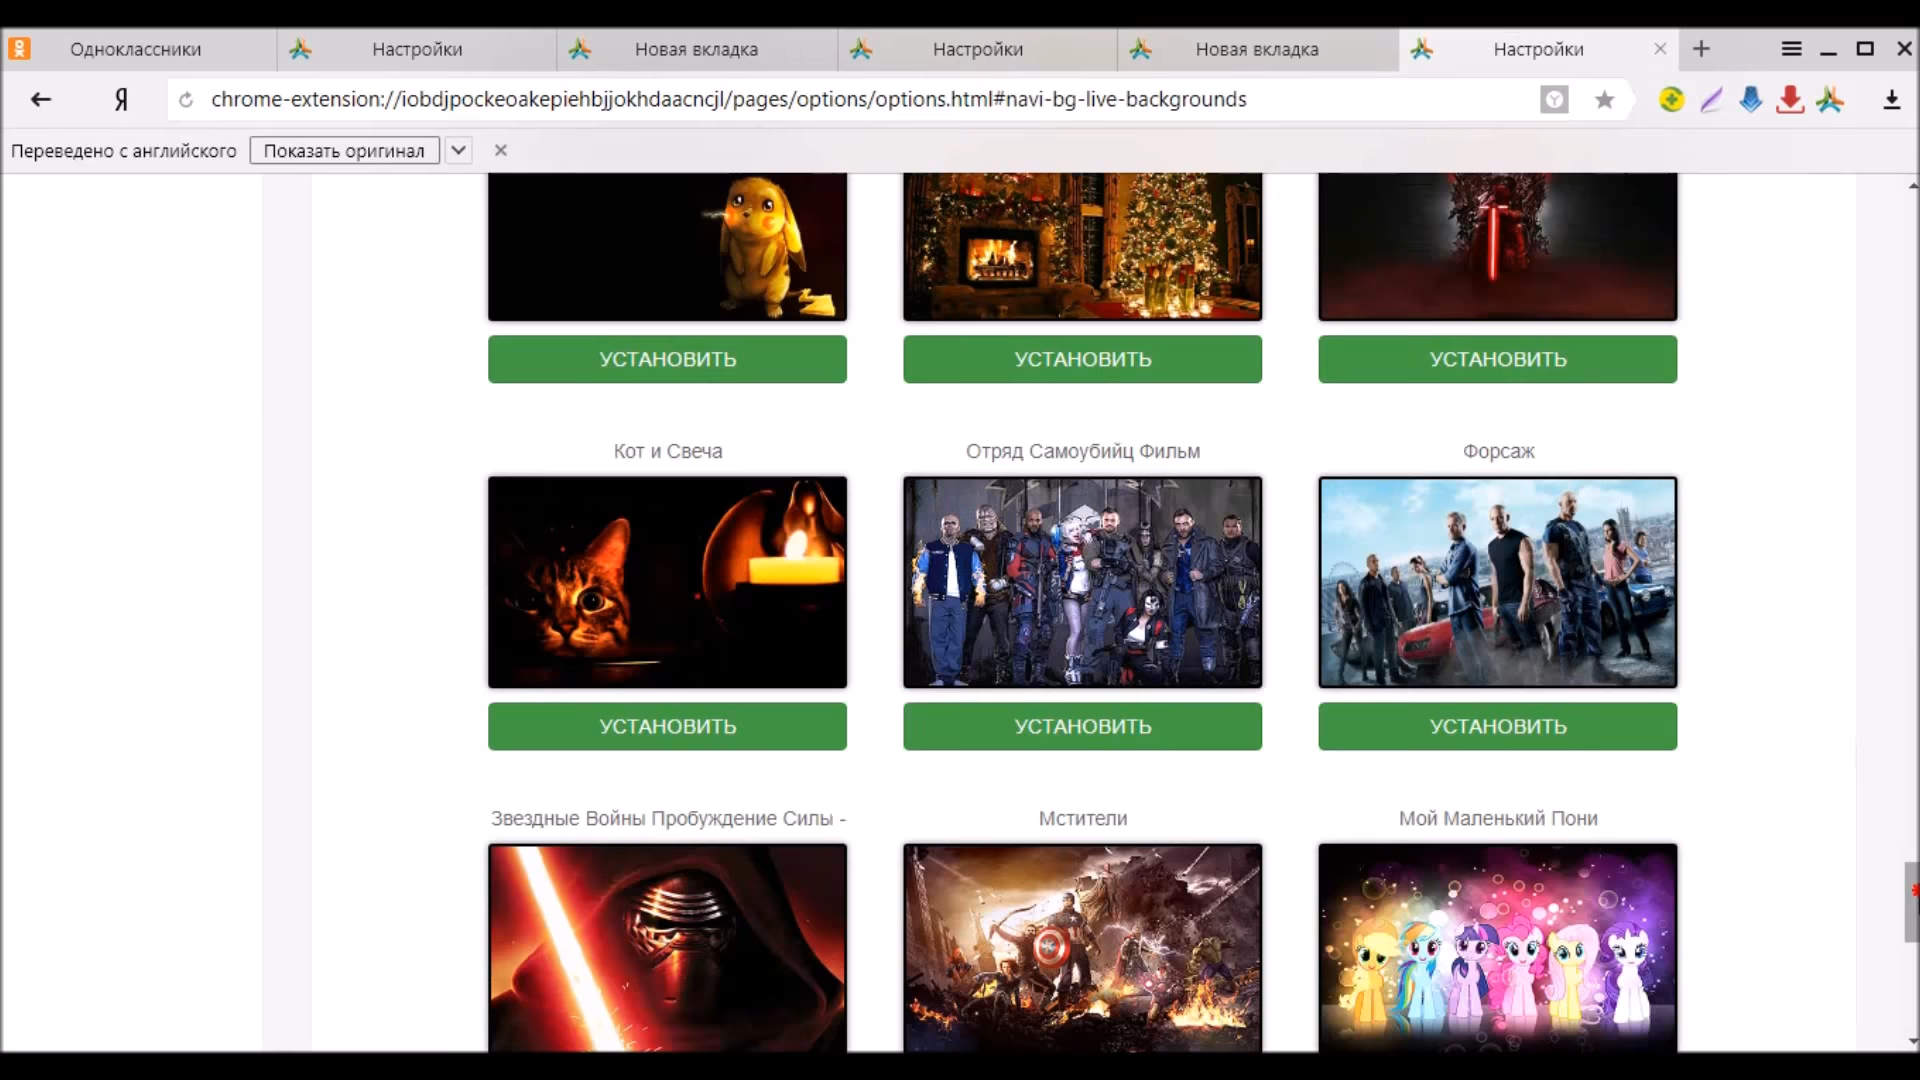 Одноклассники
Настройки
Новая вкладка
Настройки
Новая вкладка
Настройки
Я
chrome-extension://iobdjpockeoakepiehbjjokhdaacncjl/pages/options/options.html#navi-bg-live-backgrounds
Переведено с английского
Показать оригинал
УСТАНОВИТЬ
УСТАНОВИТЬ
УСТАНОВИТЬ
Кот и Свеча
Отряд Самоубийц Фильм
Форсаж
УСТАНОВИТЬ
УСТАНОВИТЬ
УСТАНОВИТЬ
Звездные Войны Пробуждение Силы -
Мстители
Мой Маленький Пони